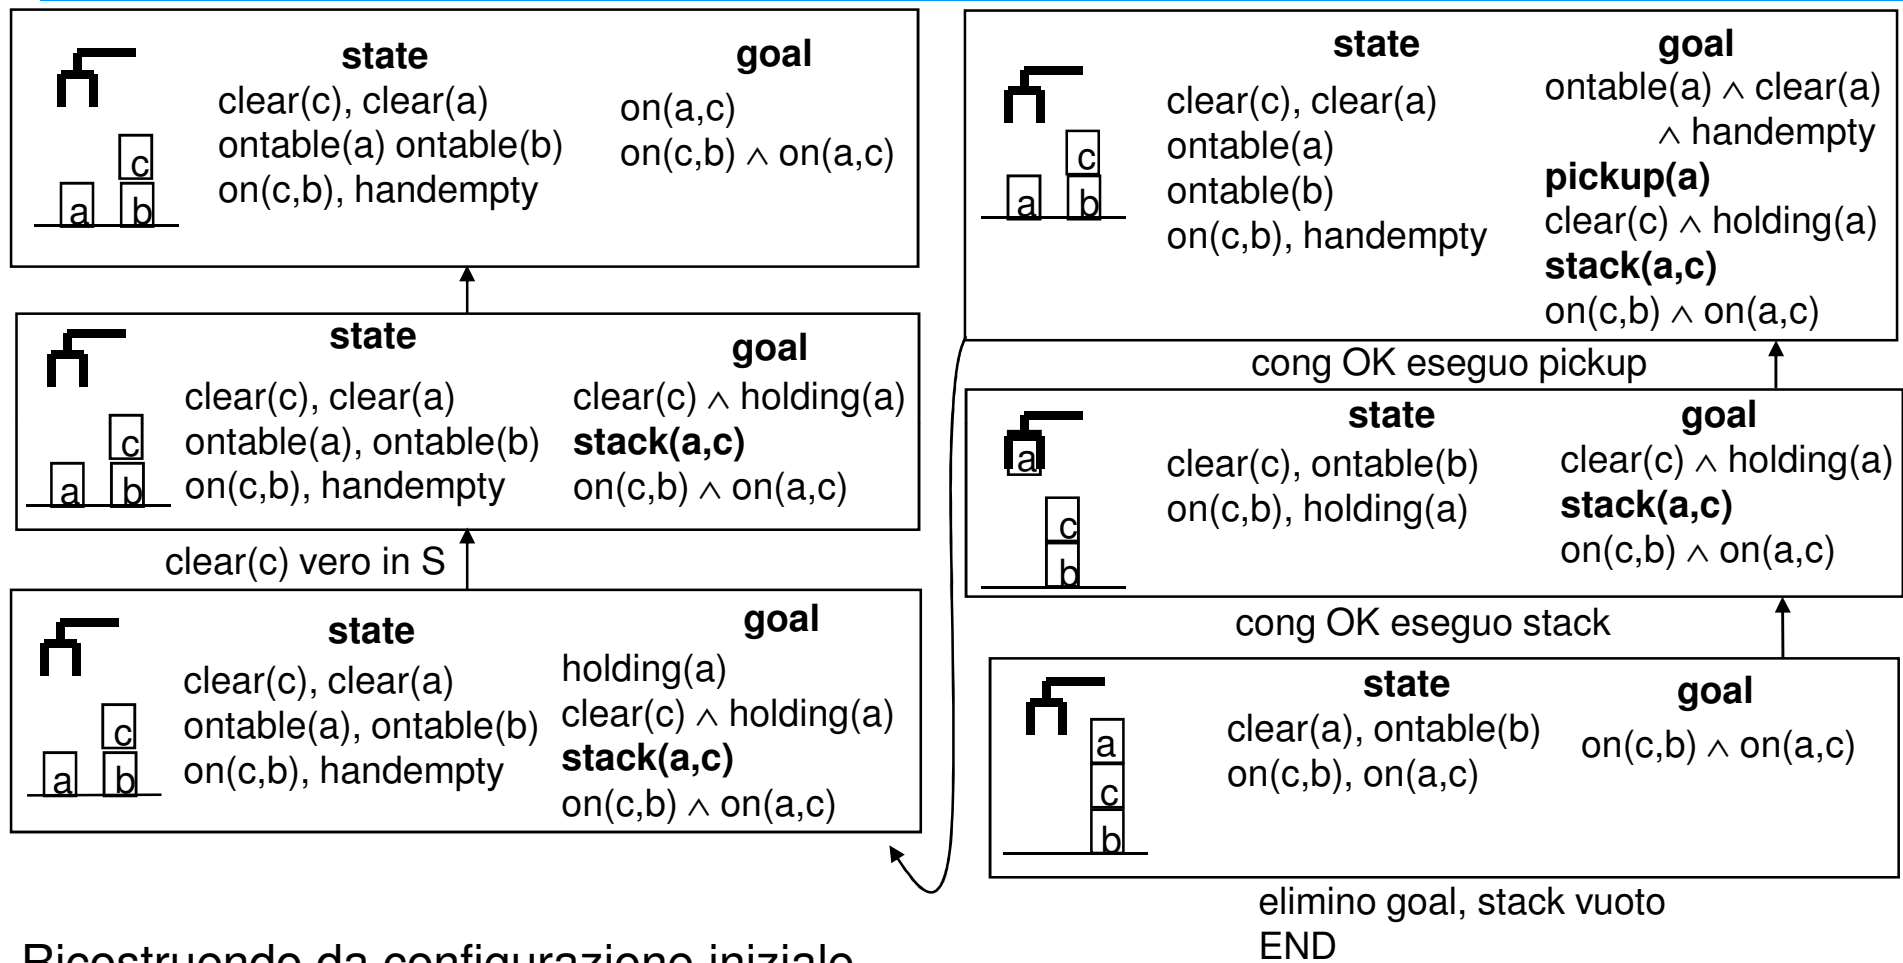 state
goal
clear(c), clear(a)
ontable(a) ontable(b)
on(c,b), handempty
on(a,c)
on(c,b) ∧ on(a,c)
c
a b
state
goal
clear(c), clear(a)
ontable(a), ontable(b)
on(c,b), handempty
clear(c) ∧ holding(a)
stack(a,c)
on(c,b) ∧ on(a,c)
c
a b
clear(c) vero in S
state
goal
clear(c), clear(a)
ontable(a), ontable(b)
on(c,b), handempty
holding(a)
clear(c) ∧ holding(a)
stack(a,c)
on(c,b) ∧ on(a,c)
c
a b
state
goal
clear(c), clear(a)
ontable(a)
ontable(b)
on(c,b), handempty
ontable(a) ∧ clear(a)
∧ handempty
pickup(a)
clear(c) ∧ holding(a)
stack(a,c)
on(c,b) ∧ on(a,c)
c
a b
cong OK eseguo pickup
state
goal
clear(c), ontable(b)
on(c,b), holding(a)
clear(c) ∧ holding(a)
stack(a,c)
on(c,b) ∧ on(a,c)
a
c
b
cong OK eseguo stack
state
goal
clear(a), ontable(b)
on(c,b), on(a,c)
on(c,b) ∧ on(a,c)
a
c
b
elimino goal, stack vuoto
END
Ricostruendo da configurazione iniziale